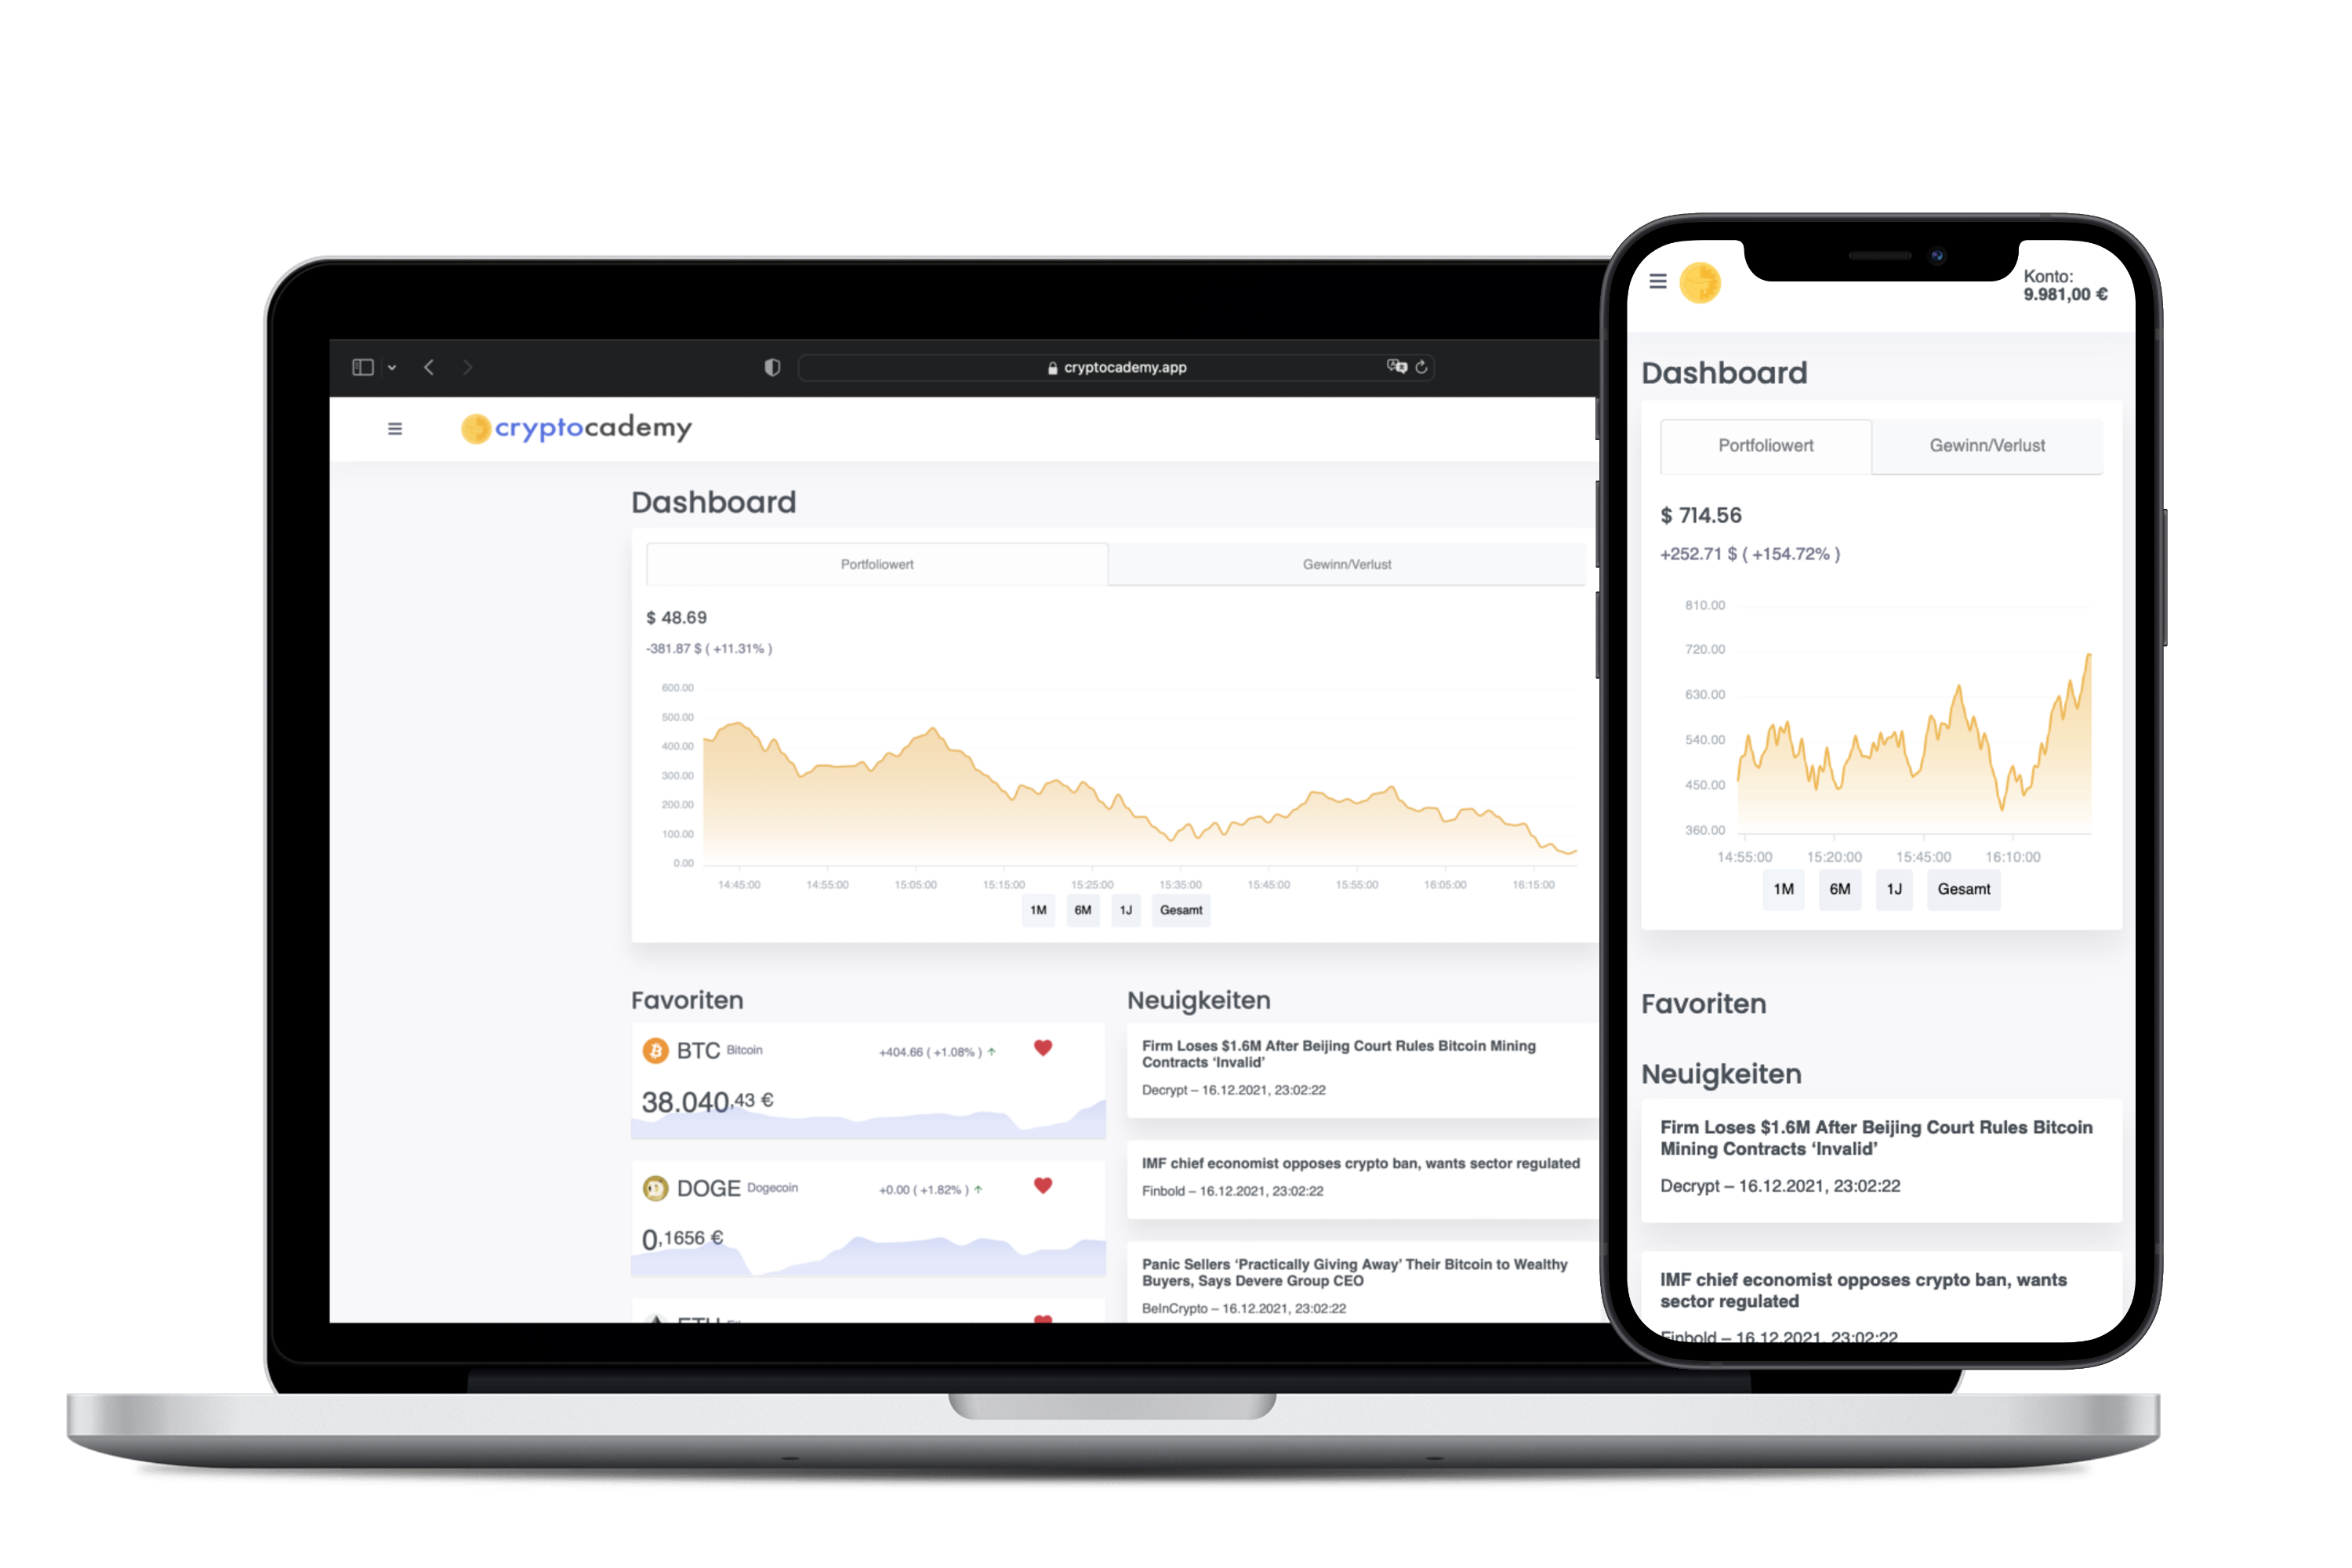 cryptocademy.app
cryptocademy
Dashboard
Portfoliowert
Gewinn/Verlust
$ 48.69
-381.87 $ ( +11.31% )
600.00
500.00
400.00
300.00
200.00
100.00
0.00
14:45:00 14:55:00 15:05:00 15:15:00 15:25:00 15:35:00 15:45:00 15:55:00 16:05:00 16:15:00
1M 6M 1J Gesamt
Favoriten
BTC Bitcoin +404.66 ( +1.08% )
38.040,43 €
DOGE Dogecoin +0.00 ( +1.82% )
0,1656 €
Neuigkeiten
Firm Loses $1.6M After Beijing Court Rules Bitcoin Mining
Contracts ‘Invalid’
Decrypt – 16.12.2021, 23:02:22
IMF chief economist opposes crypto ban, wants sector regulated
Finbold – 16.12.2021, 23:02:22
Panic Sellers ‘Practically Giving Away’ Their Bitcoin to Wealthy
Buyers, Says Devere Group CEO
BeInCrypto – 16.12.2021, 23:02:22
Konto:
9.981,00 €
Dashboard
Portfoliowert
Gewinn/Verlust
$ 714.56
+252.71 $ ( +154.72% )
810.00
720.00
630.00
540.00
450.00
360.00
14:55:00 15:20:00 15:45:00 16:10:00
1M 6M 1J Gesamt
Favoriten
Neuigkeiten
Firm Loses $1.6M After Beijing Court Rules Bitcoin
Mining Contracts ‘Invalid’
Decrypt – 16.12.2021, 23:02:22
IMF chief economist opposes crypto ban, wants
sector regulated
Finbold – 16.12.2021, 23:02:22